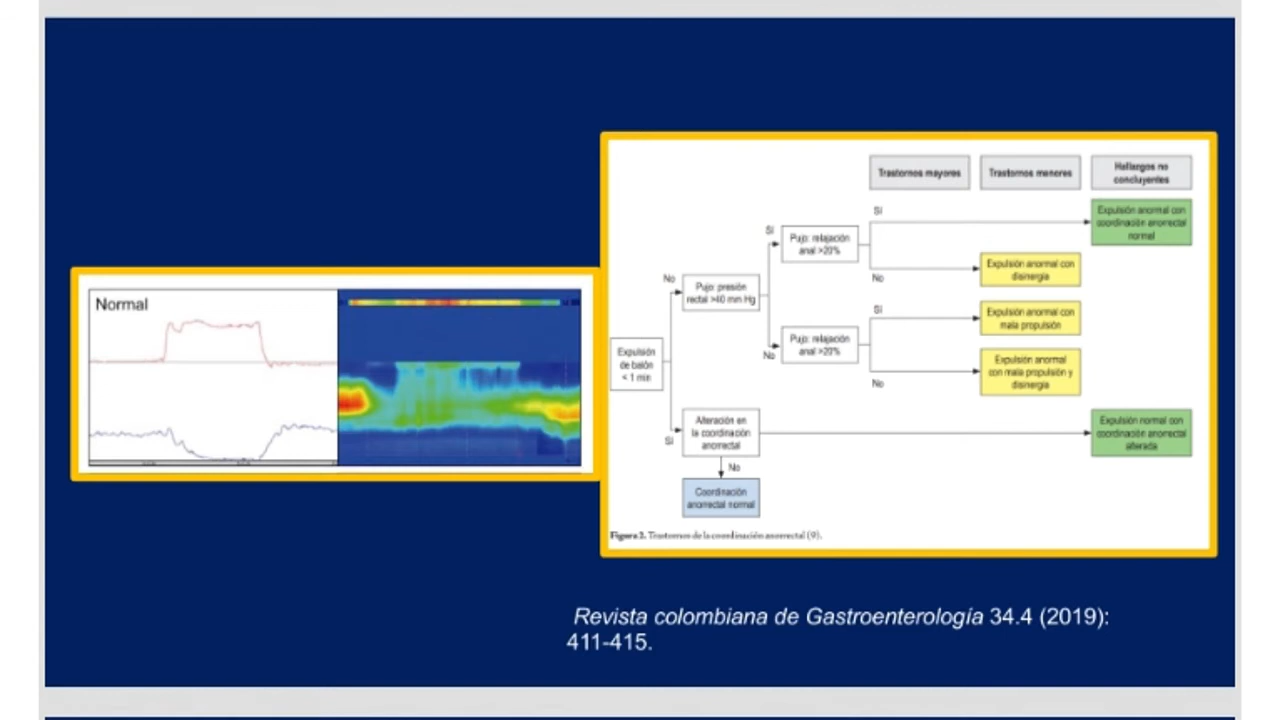 Normal
Trastornos mayores
Trastornos menores
Hallazgos no
concluyentes
Sí
Expulsión anormal con
coordinación anorrectal
normal
Sí
Pujo: relajación
anal >20%
No
Expulsión anormal con
disinergia
No
Pujo: presión
rectal >40 mm Hg
Sí
Expulsión anormal con
mala propulsión
No
Pujo: relajación
anal >20%
Expulsión
de balón
< 1 min
Expulsión anormal
con mala propulsión y
disinergia
No
Sí
Alteración en
la coordinación
anorrectal
Expulsión normal con
coordinación anorrectal
alterada
No
Coordinación
anorrectal normal
Figura 2. Trastornos de la coordinación anorrectal (9).
Revista colombiana de Gastroenterología 34.4 (2019):
411-415.